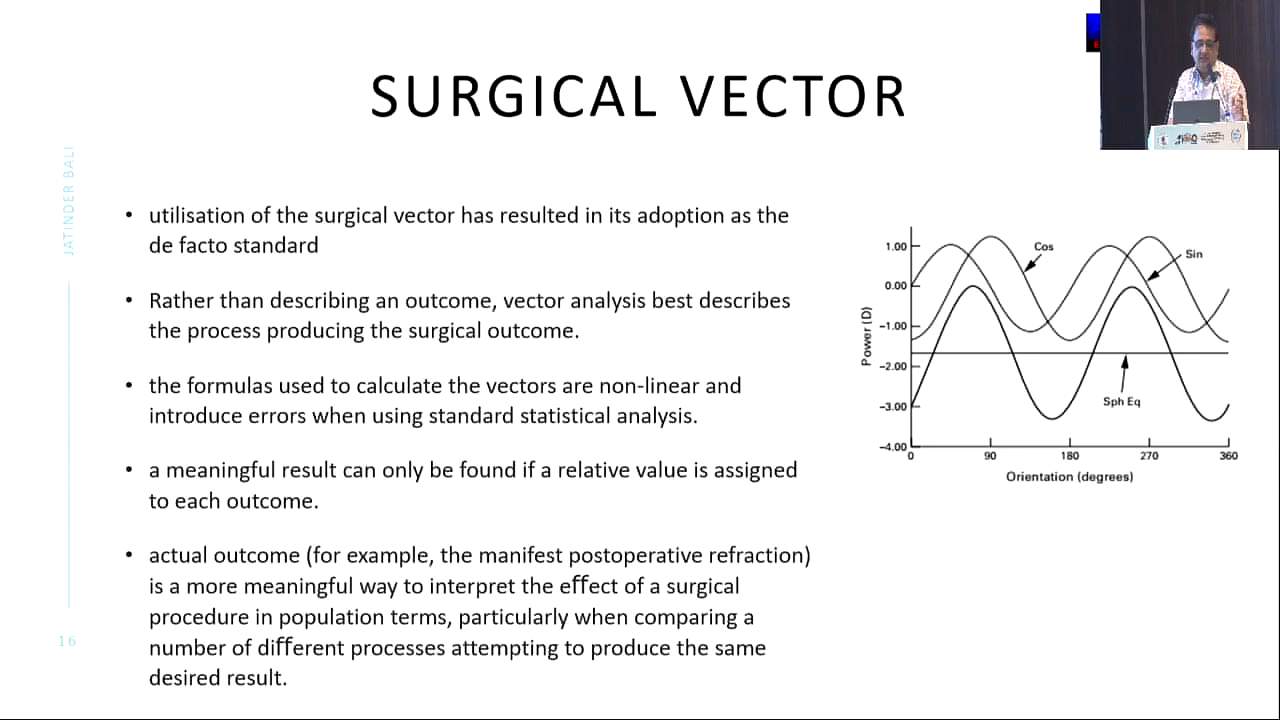 SURGICAL VECTOR
JATINDER BALI
• utilisation of the surgical vector has resulted in its adoption as the
de facto standard
• Rather than describing an outcome, vector analysis best describes
the process producing the surgical outcome.
• the formulas used to calculate the vectors are non-linear and
introduce errors when using standard statistical analysis.
• a meaningful result can only be found if a relative value is assigned
to each outcome.
• actual outcome (for example, the manifest postoperative refraction)
is a more meaningful way to interpret the effect of a surgical
procedure in population terms, particularly when comparing a
number of different processes attempting to produce the same
desired result.
16
Power (D)
1.00
0.00
-1.00
-2.00
-3.00
-4.00
Cos
Sin
Sph Eq
0 90 180 270 360
Orientation (degrees)